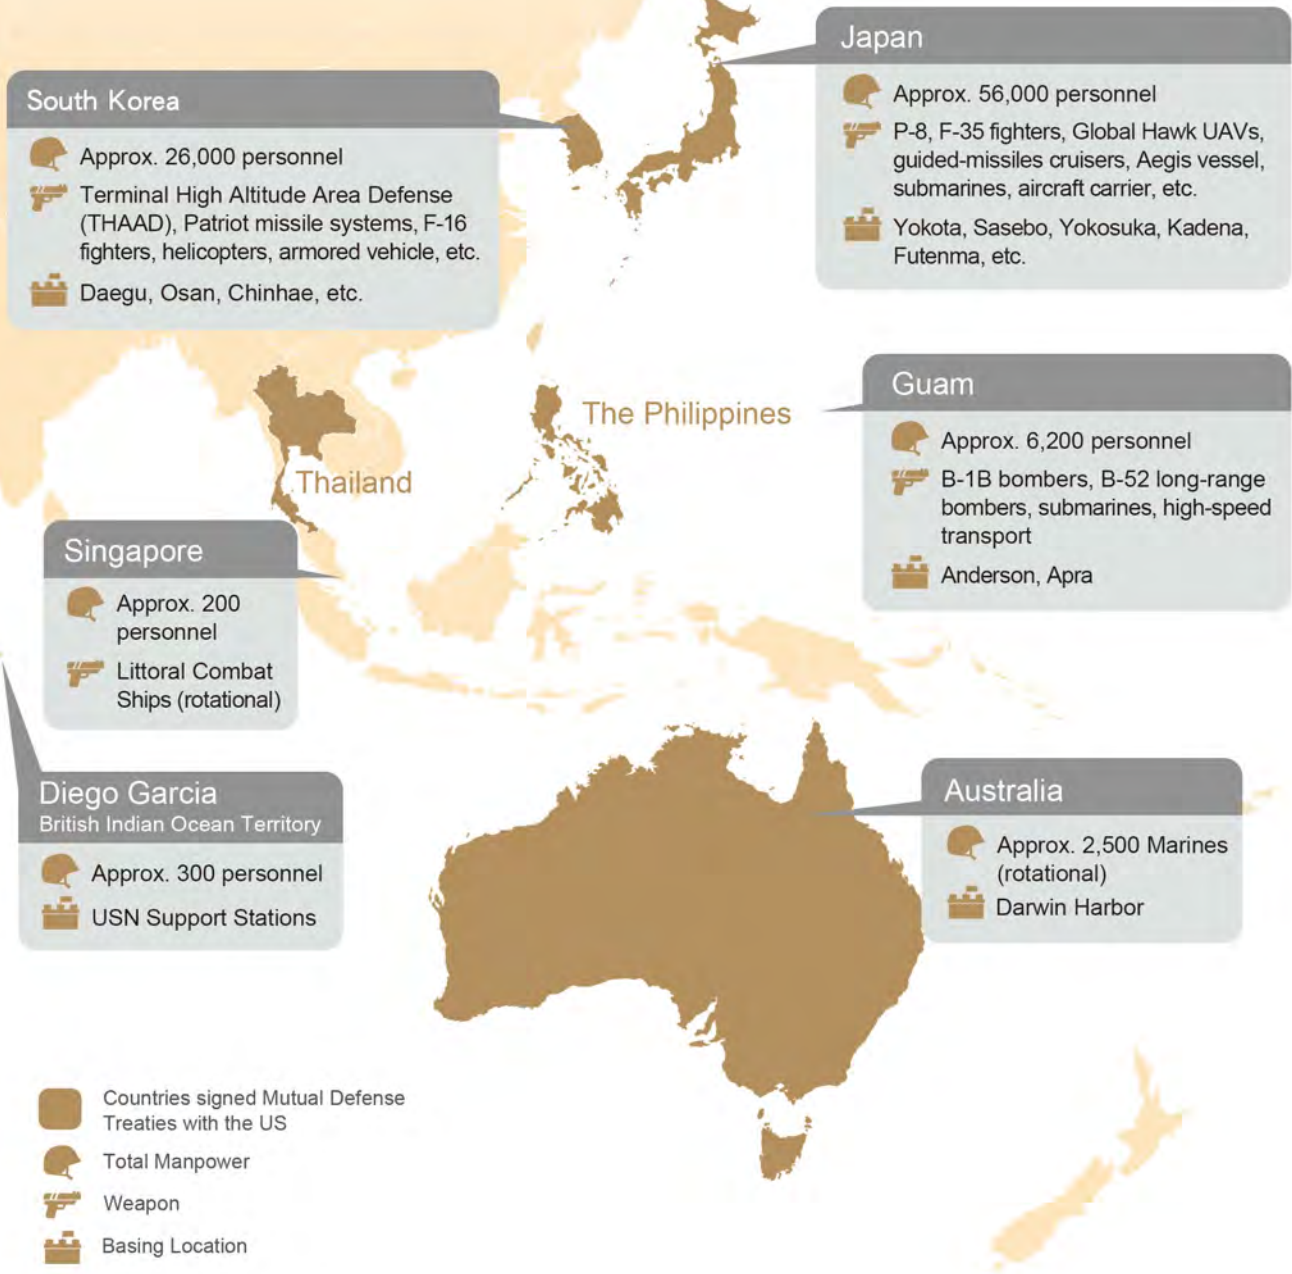 South Korea
Approx. 26,000 personnel
Terminal High Altitude Area Defense
(THAAD), Patriot missile systems, F-16
fighters, helicopters, armored vehicle, etc.
Daegu, Osan, Chinhae, etc.
Japan
Approx. 56,000 personnel
P-8, F-35 fighters, Global Hawk UAVs,
guided-missiles cruisers, Aegis vessel,
submarines, aircraft carrier, etc.
Yokota, Sasebo, Yokosuka, Kadena,
Futenma, etc.
The Philippines
Guam
Approx. 6,200 personnel
B-1B bombers, B-52 long-range
bombers, submarines, high-speed
transport
Anderson, Apra
Thailand
Singapore
Approx. 200
personnel
Littoral Combat
Ships (rotational)
Diego Garcia
British Indian Ocean Territory
Approx. 300 personnel
USN Support Stations
Australia
Approx. 2,500 Marines
(rotational)
Darwin Harbor
Countries signed Mutual Defense
Treaties with the US
Total Manpower
Weapon
Basing Location